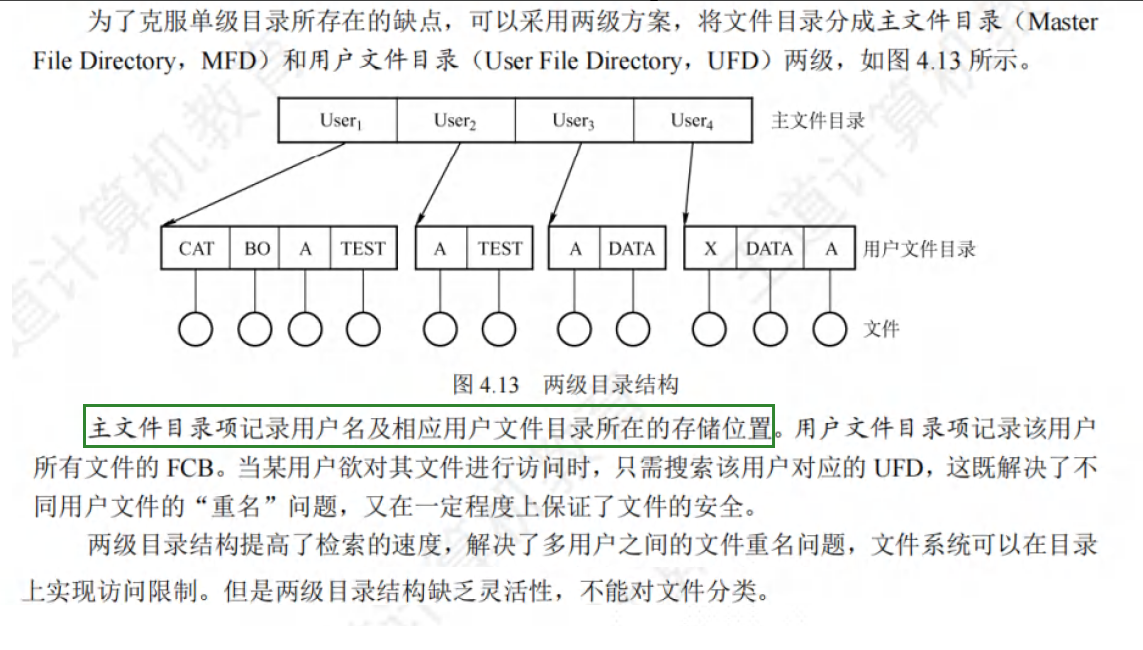 为了克服单级目录所存在的缺点，可以采用两级方案，将文件目录分成主文件目录（Master
File Directory，MFD）和用户文件目录（User File Directory，UFD）两级，如图 4.13 所示。
User₁ User₂ User₃ User₄ 主文件目录
CAT BO A TEST A TEST A DATA X DATA A 用户文件目录
文件
图 4.13 两级目录结构
主文件目录项记录用户名及相应用户文件目录所在的存储位置。用户文件目录项记录该用户
所有文件的 FCB。当某用户欲对其文件进行访问时，只需搜索该用户对应的 UFD，这既解决了不
同用户文件的“重名”问题，又在一定程度上保证了文件的安全。
两级目录结构提高了检索的速度，解决了多用户之间的文件重名问题，文件系统可以在目录
上实现访问限制。但是两级目录结构缺乏灵活性，不能对文件分类。
王道计算机教育